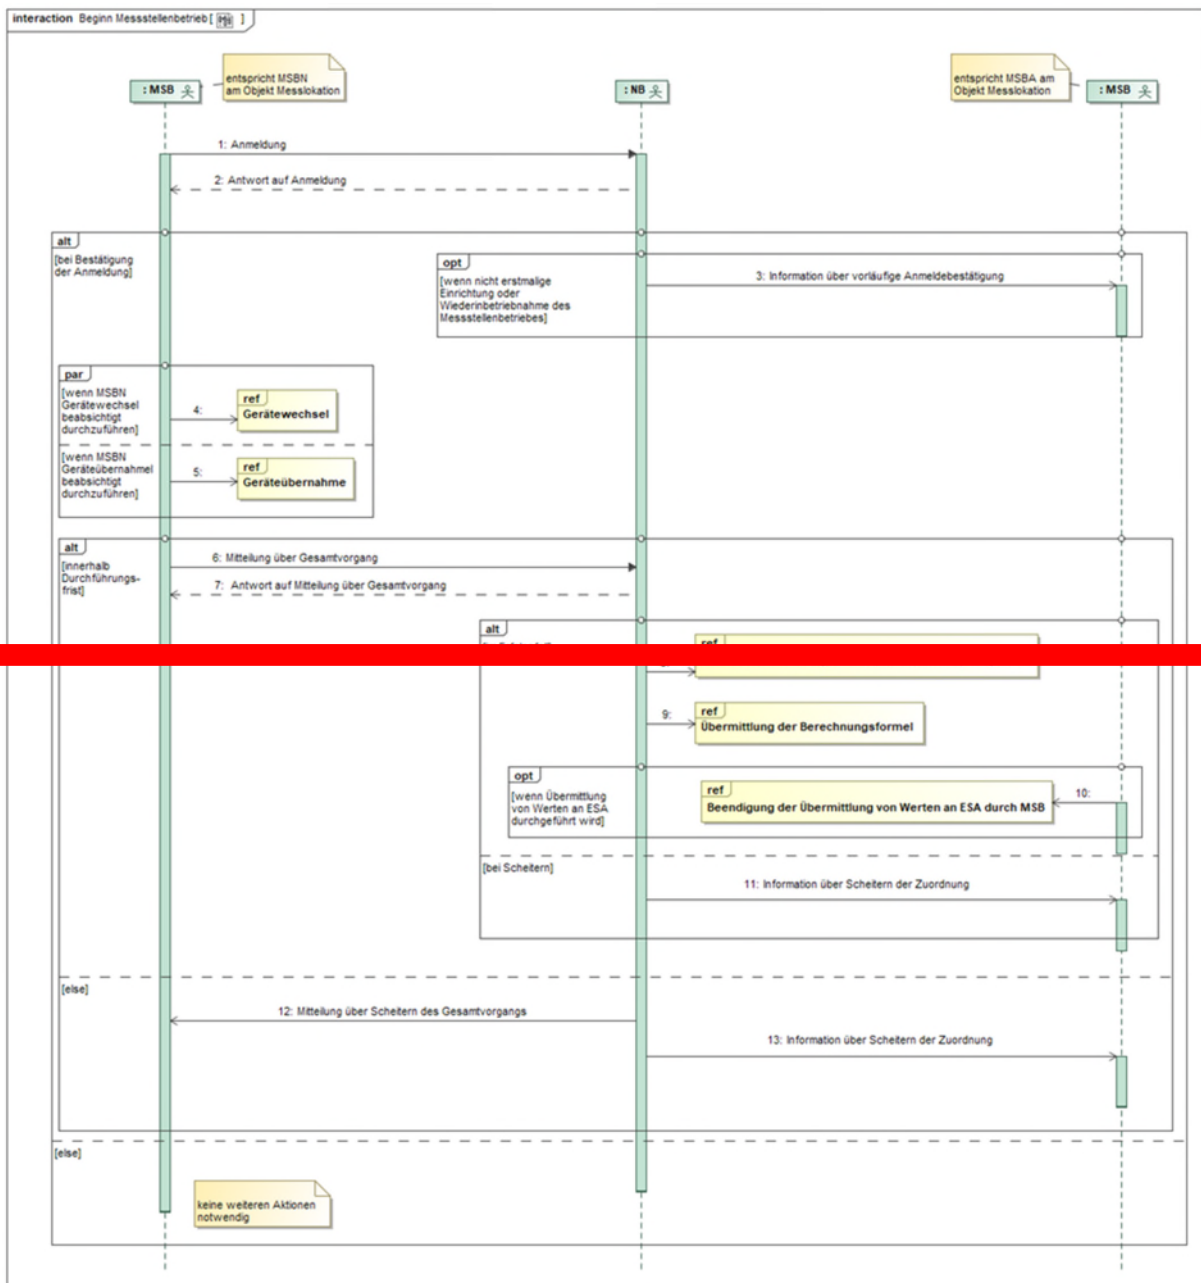 interaction Beginn Messstellenbetrieb [ ]
entspricht MSBN
am Objekt Messlokation
entspricht MSBA am
Objekt Messlokation
: MSB
: NB
: MSB
1: Anmeldung
2: Antwort auf Anmeldung
alt
[bei Bestätigung
der Anmeldung]
opt
[wenn nicht erstmalige
Einrichtung oder
Wiederinbetriebnahme des
Messstellenbetriebes]
3: Information über vorläufige Anmeldebestätigung
par
[wenn MSBN
Gerätewechsel
beabsichtigt
durchzuführen]
4:
ref
Gerätewechsel
[wenn MSBN
Geräteübernahmel
beabsichtigt
durchzuführen]
5:
ref
Geräteübernahme
alt
[innerhalb
Durchführungs-
frist]
6: Mitteilung über Gesamtvorgang
7: Antwort auf Mitteilung über Gesamtvorgang
alt
ref
9:
ref
Übermittlung der Berechnungsformel
opt
[wenn Übermittlung
von Werten an ESA
durchgeführt wird]
ref
Beendigung der Übermittlung von Werten an ESA durch MSB
10:
[bei Scheitern]
11: Information über Scheitern der Zuordnung
[else]
12: Mitteilung über Scheitern des Gesamtvorgangs
13: Information über Scheitern der Zuordnung
[else]
keine weiteren Aktionen
notwendig